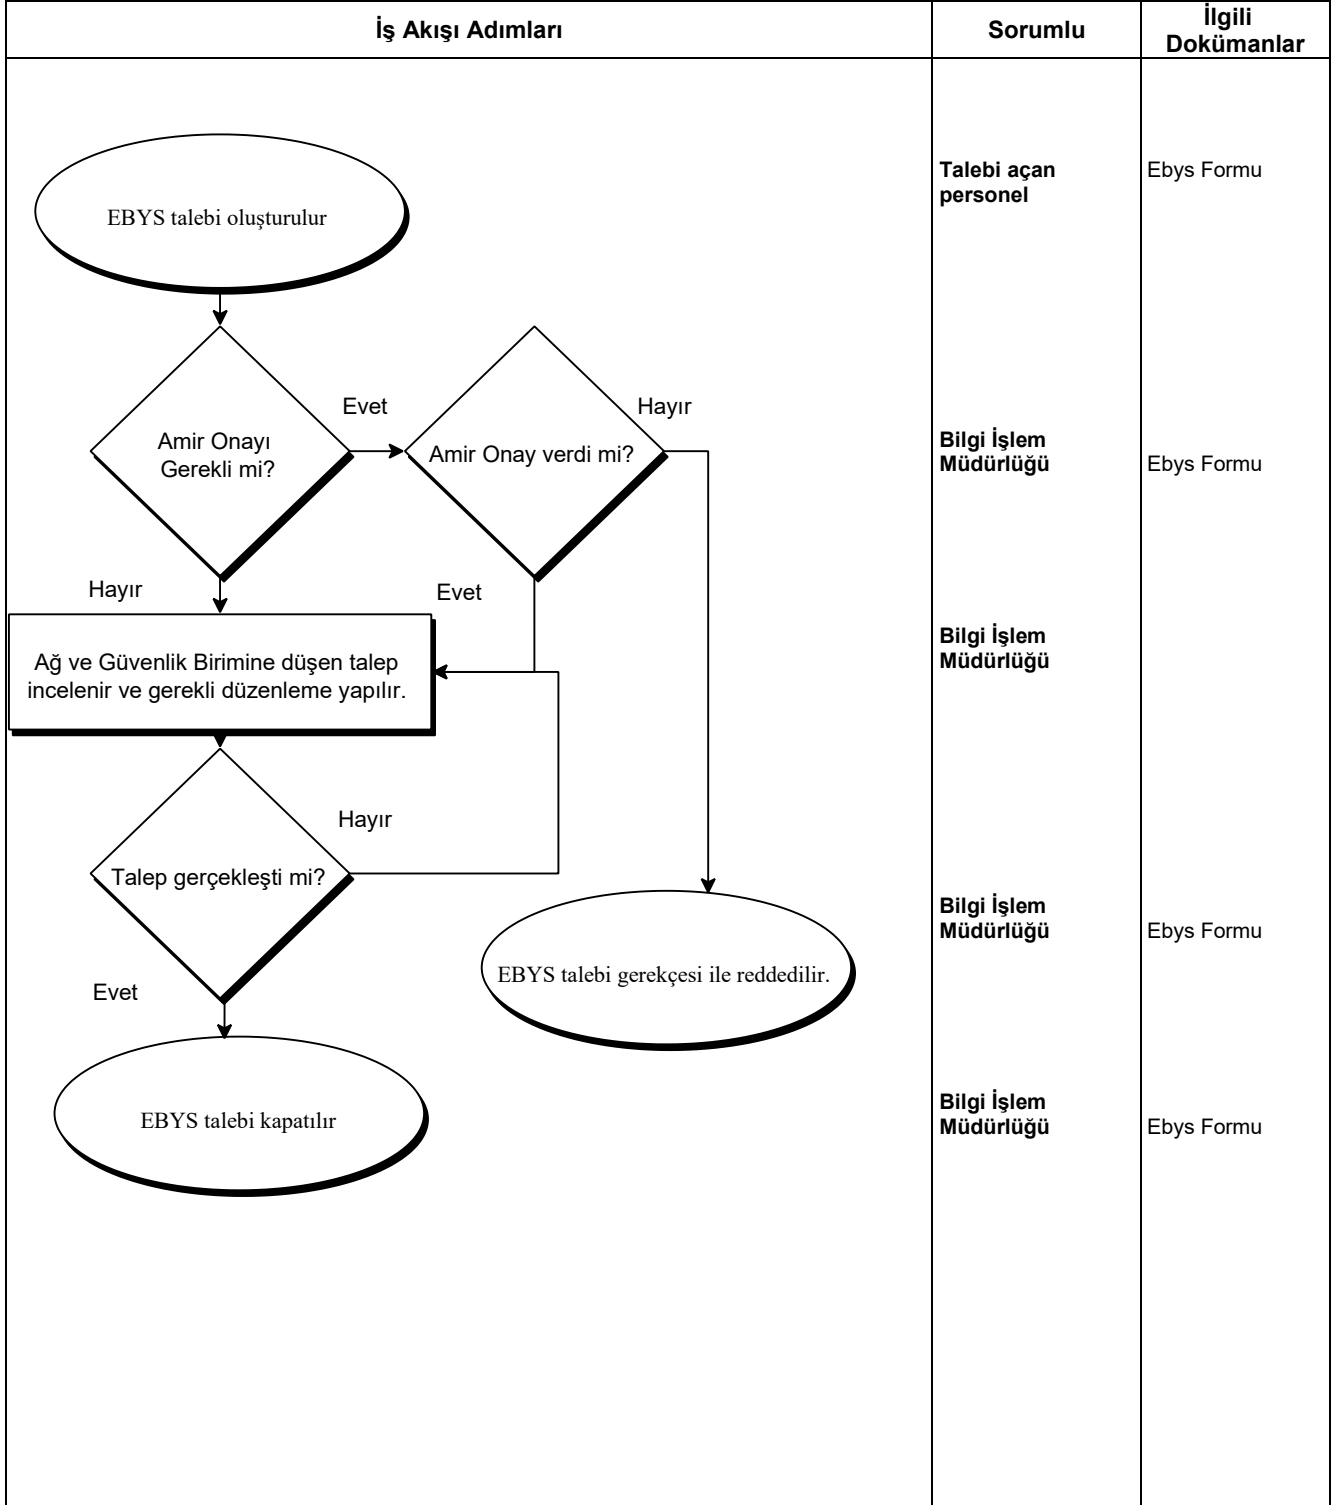 İş Akışı Adımları
Sorumlu
İlgili
Dokümanlar
EBYS talebi oluşturulur
Talebi açan
personel
Ebys Formu
Evet
Hayır
Amir Onayı
Gerekli mi?
Amir Onay verdi mi?
Bilgi İşlem
Müdürlüğü
Ebys Formu
Hayır
Evet
Ağ ve Güvenlik Birimine düşen talep
incelenir ve gerekli düzenleme yapılır.
Bilgi İşlem
Müdürlüğü
Hayır
Talep gerçekleşti mi?
Evet
EBYS talebi gerekçesi ile reddedilir.
Bilgi İşlem
Müdürlüğü
Ebys Formu
EBYS talebi kapatılır
Bilgi İşlem
Müdürlüğü
Ebys Formu